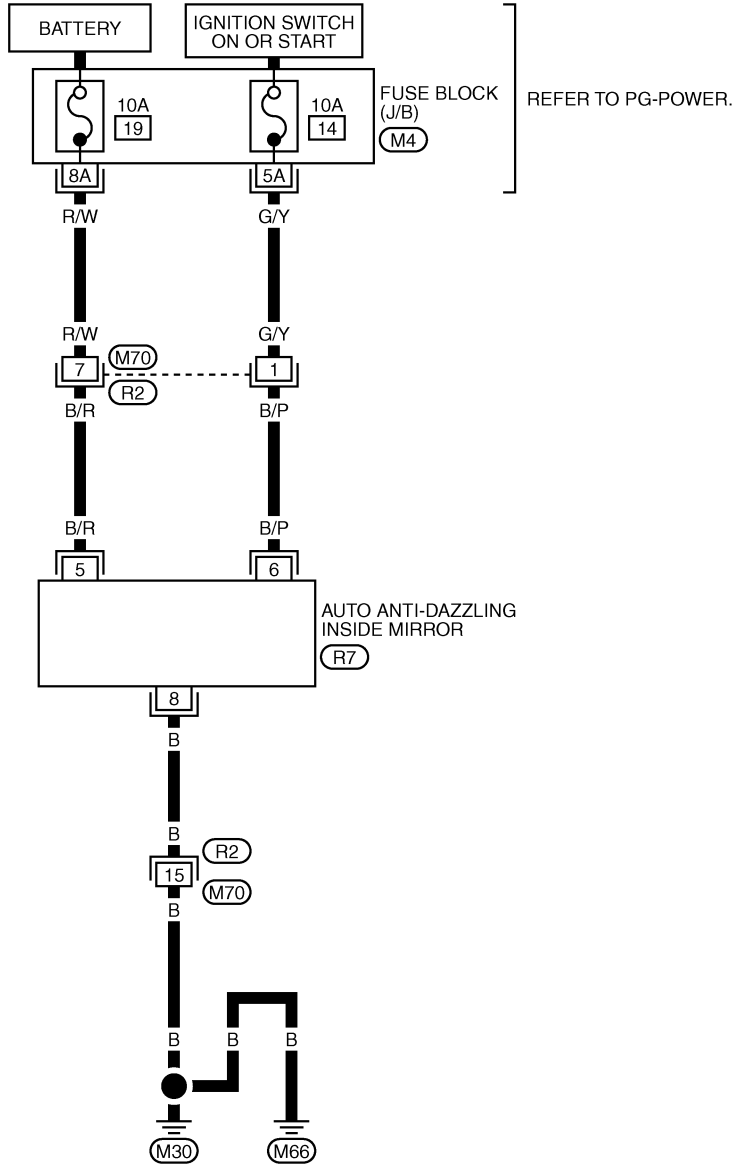 BATTERY
IGNITION SWITCH
ON OR START
10A
19
10A
14
FUSE BLOCK
(J/B)
M4
REFER TO PG-POWER.
8A
5A
R/W
G/Y
R/W
G/Y
7
M70
1
R2
B/R
B/P
B/R
B/P
5
6
AUTO ANTI-DAZZLING
INSIDE MIRROR
R7
8
B
B
R2
15
M70
B
B
B
B
M30
M66